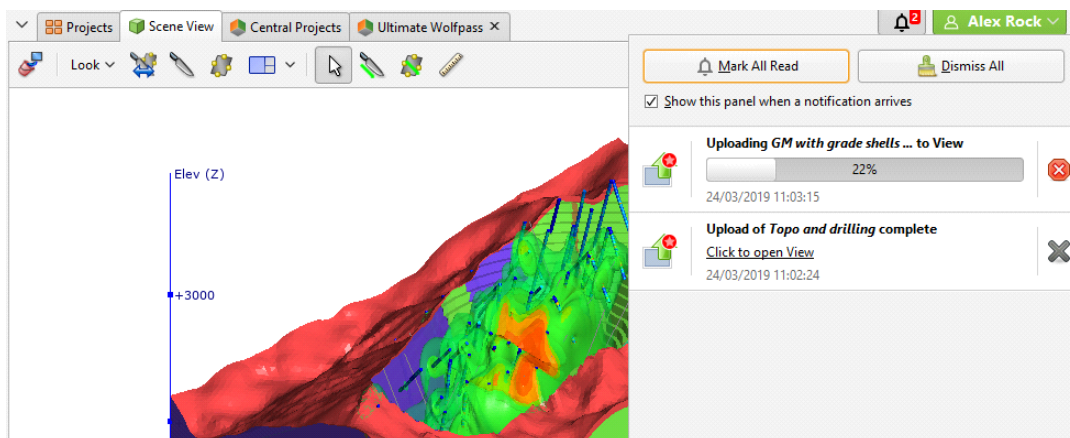 Projects
Scene View
Central Projects
Ultimate Wolfpass
2
Alex Rock
Look
Mark All Read
Dismiss All
Show this panel when a notification arrives
Uploading GM with grade shells ... to View
22%
24/03/2019 11:03:15
Upload of Topo and drilling complete
Click to open View
24/03/2019 11:02:24
Elev (Z)
+3000